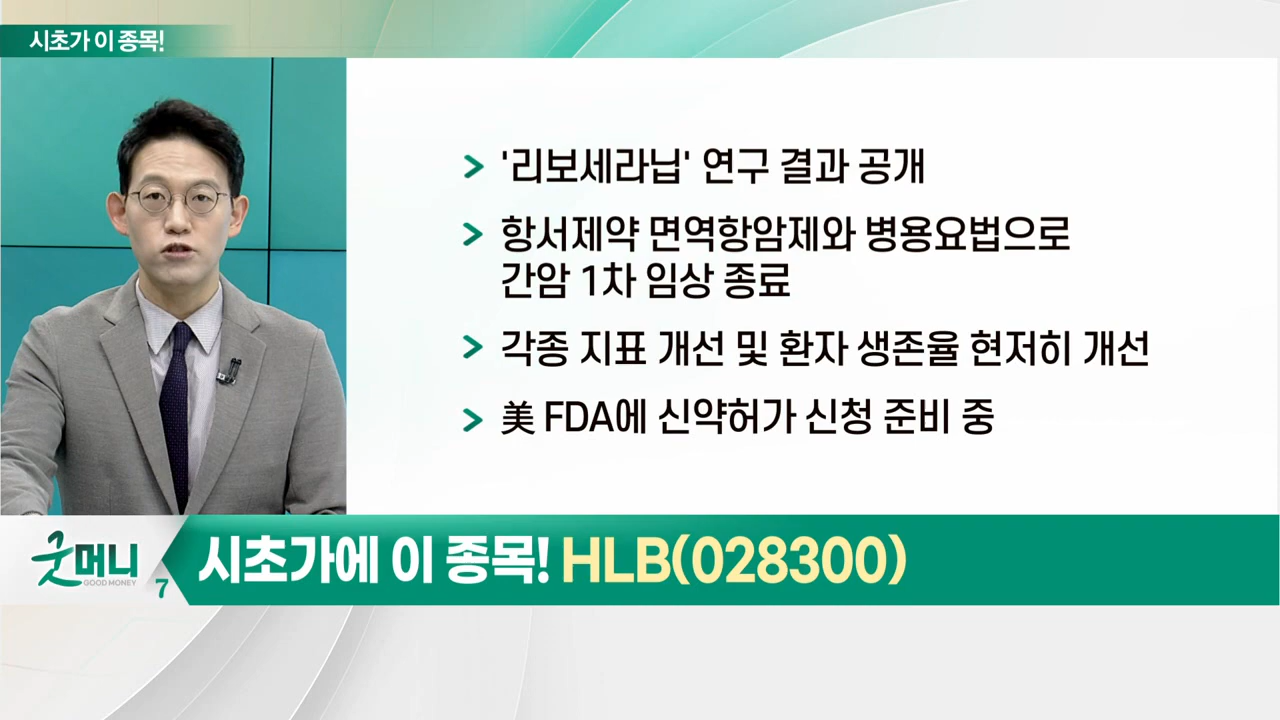 시초가 이 종목!
> '리보세라닙' 연구 결과 공개
> 항서제약 면역항암제와 병용요법으로
간암 1차 임상 종료
> 각종 지표 개선 및 환자 생존율 현저히 개선
> 美 FDA에 신약허가 신청 준비 중
굿머니
GOOD MONEY
7
시초가에 이 종목! HLB(028300)